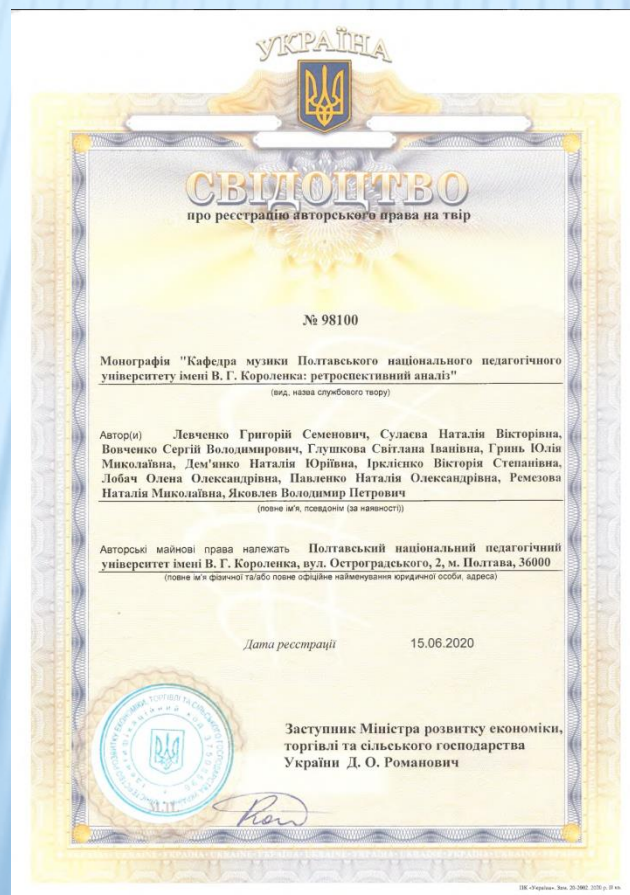 УКРАЇНА
СВІДОЦТВО
про реєстрацію авторського права на твір
№ 98100
Монографія "Кафедра музики Полтавського національного педагогічного
університету імені В. Г. Короленка: ретроспективний аналіз"
(вид, назва службового твору)
Автор(и) Левченко Григорій Семенович, Сулаєва Наталія Вікторівна,
Вовченко Сергій Володимирович, Глушкова Світлана Іванівна, Гринь Юлія
Миколаївна, Дем'янко Наталія Юріївна, Ірклієнко Вікторія Степанівна,
Лобач Олена Олександрівна, Павленко Наталія Олександрівна, Ремезова
Наталія Миколаївна, Яковлев Володимир Петрович
(повне ім'я, псевдонім (за наявності))
Авторські майнові права належать Полтавський національний педагогічний
університет імені В. Г. Короленка, вул. Остроградського, 2, м. Полтава, 36000
(повне ім'я фізичної та/або повне офіційне найменування юридичної особи, адреса)
Дата реєстрації 15.06.2020
Заступник Міністра розвитку економіки,
торгівлі та сільського господарства
України Д. О. Романович